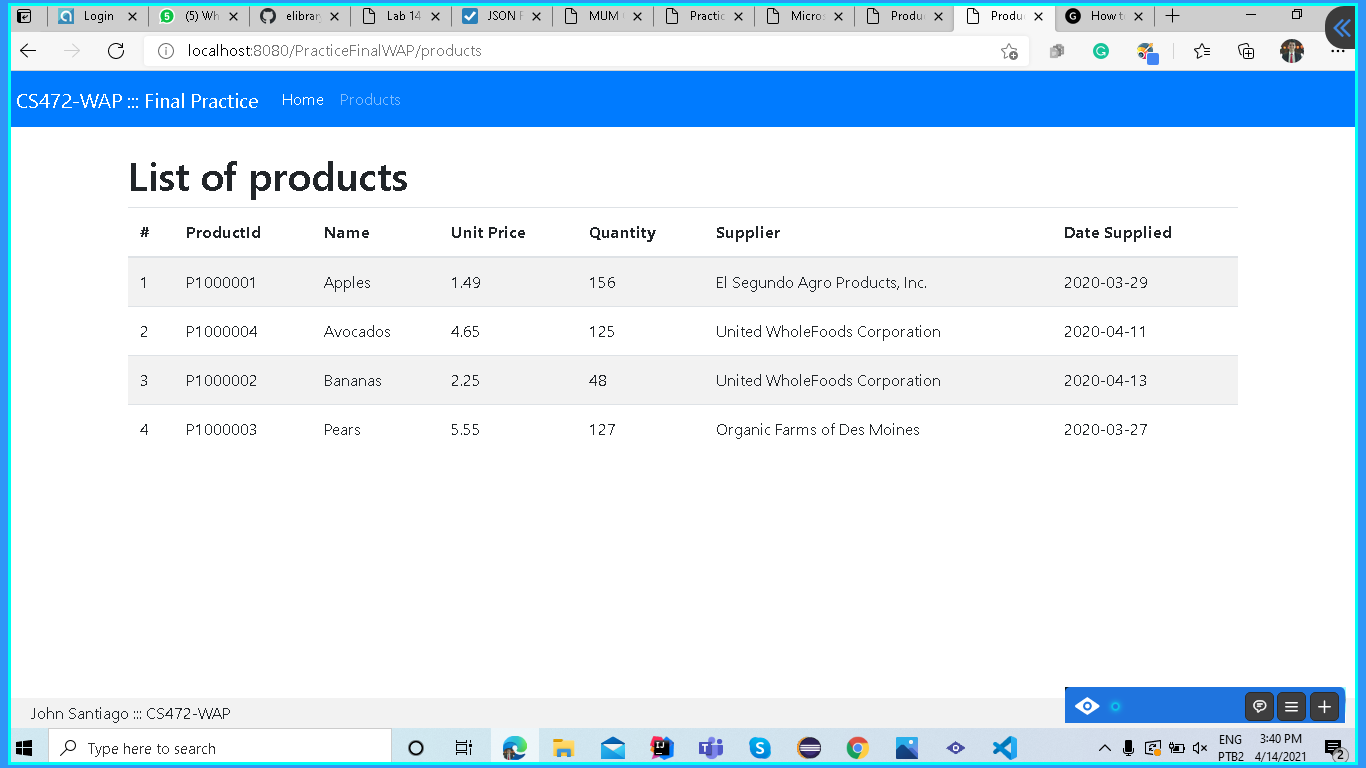 Login
(5) Wh
elibrar
Lab 14
JSON F
MUM
Practic
Micros
Produ
Produ
How t
localhost:8080/PracticeFinalWAP/products
CS472-WAP ::: Final Practice Home Products
List of products
# ProductId Name Unit Price Quantity Supplier Date Supplied
1 P1000001 Apples 1.49 156 El Segundo Agro Products, Inc. 2020-03-29
2 P1000004 Avocados 4.65 125 United WholeFoods Corporation 2020-04-11
3 P1000002 Bananas 2.25 48 United WholeFoods Corporation 2020-04-13
4 P1000003 Pears 5.55 127 Organic Farms of Des Moines 2020-03-27
John Santiago ::: CS472-WAP
Type here to search
ENG
PTB2
3:40 PM
4/14/2021
2